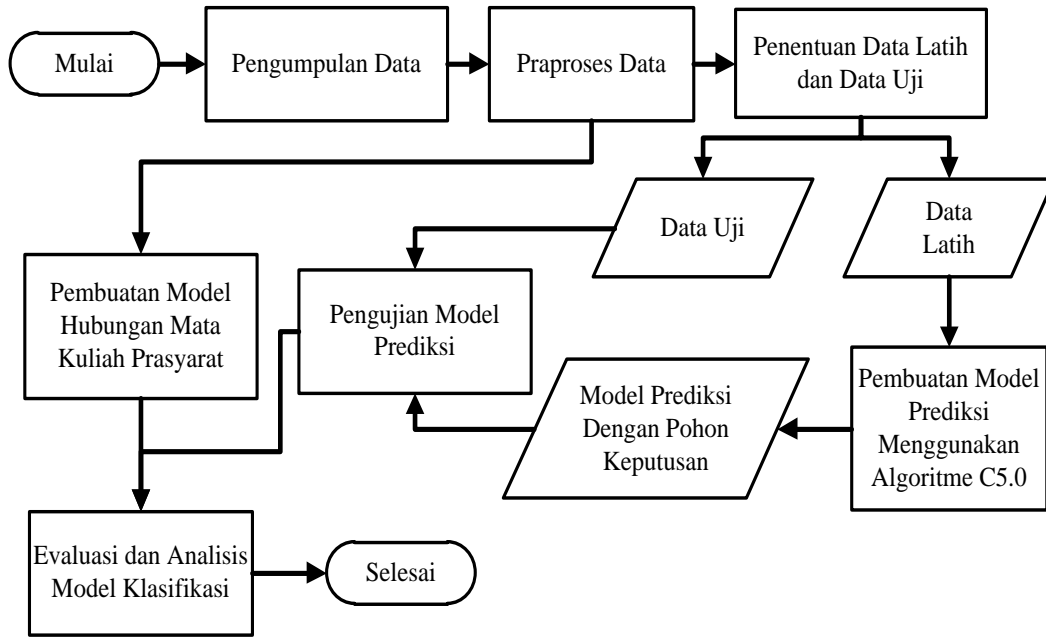 Mulai
Pengumpulan Data
Praproses Data
Penentuan Data Latih
dan Data Uji
Data Uji
Data
Latih
Pembuatan Model
Hubungan Mata
Kuliah Prasyarat
Pengujian Model
Prediksi
Model Prediksi
Dengan Pohon
Keputusan
Pembuatan Model
Prediksi
Menggunakan
Algoritme C5.0
Evaluasi dan Analisis
Model Klasifikasi
Selesai